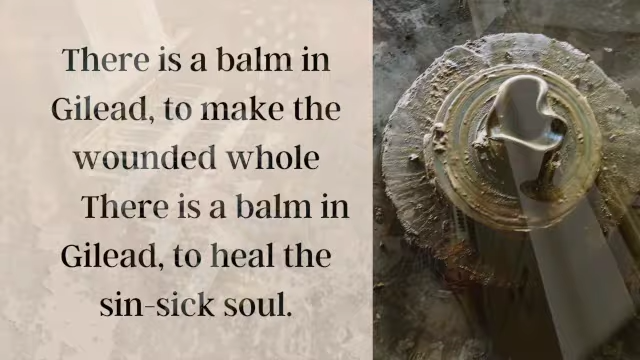 There is a balm in
Gilead, to make the
wounded whole
There is a balm in
Gilead, to heal the
sin-sick soul.